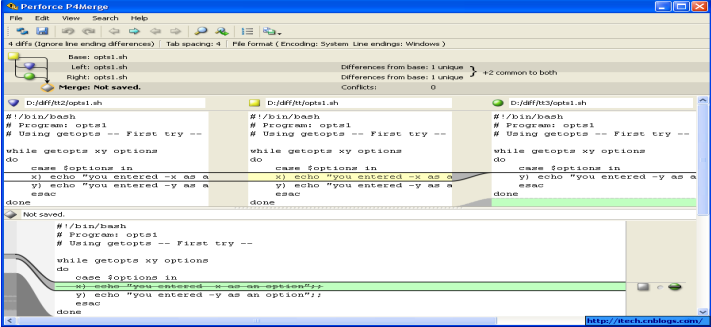 Perforce P4Merge
File Edit View Search Help
4 diffs (Ignore line ending differences) Tab spacing: 4 File format ( Encoding: System Line endings: Windows )
Base: opts1.sh
Left: opts1.sh Differences from base: 1 unique
Right: opts1.sh Differences from base: 1 unique
+2 common to both
Merge: Not saved. Conflicts: 0
D:/diff/tt2/opts1.sh D:/diff/tt/opts1.sh D:/diff/tt3/opts1.sh
#!/bin/bash #!/bin/bash #!/bin/bash
# Program: opts1 # Program: opts1 # Program: opts1
# Using getopts -- First try -- # Using getopts -- First try -- # Using getopts -- First try --
while getopts xy options while getopts xy options while getopts xy options
do do do
case $options in case $options in case $options in
x) echo "you entered -x as a x) echo "you entered -x as a y) echo "you entered -y as a
y) echo "you entered -y as a y) echo "you entered -y as a esac
esac esac done
done done
Not saved.
#!/bin/bash
# Program: opts1
# Using getopts -- First try --
while getopts xy options
do
case $options in
x) echo "you entered -x as an option";;
y) echo "you entered -y as an option";;
esac
done
http://itech.cnblogs.com/